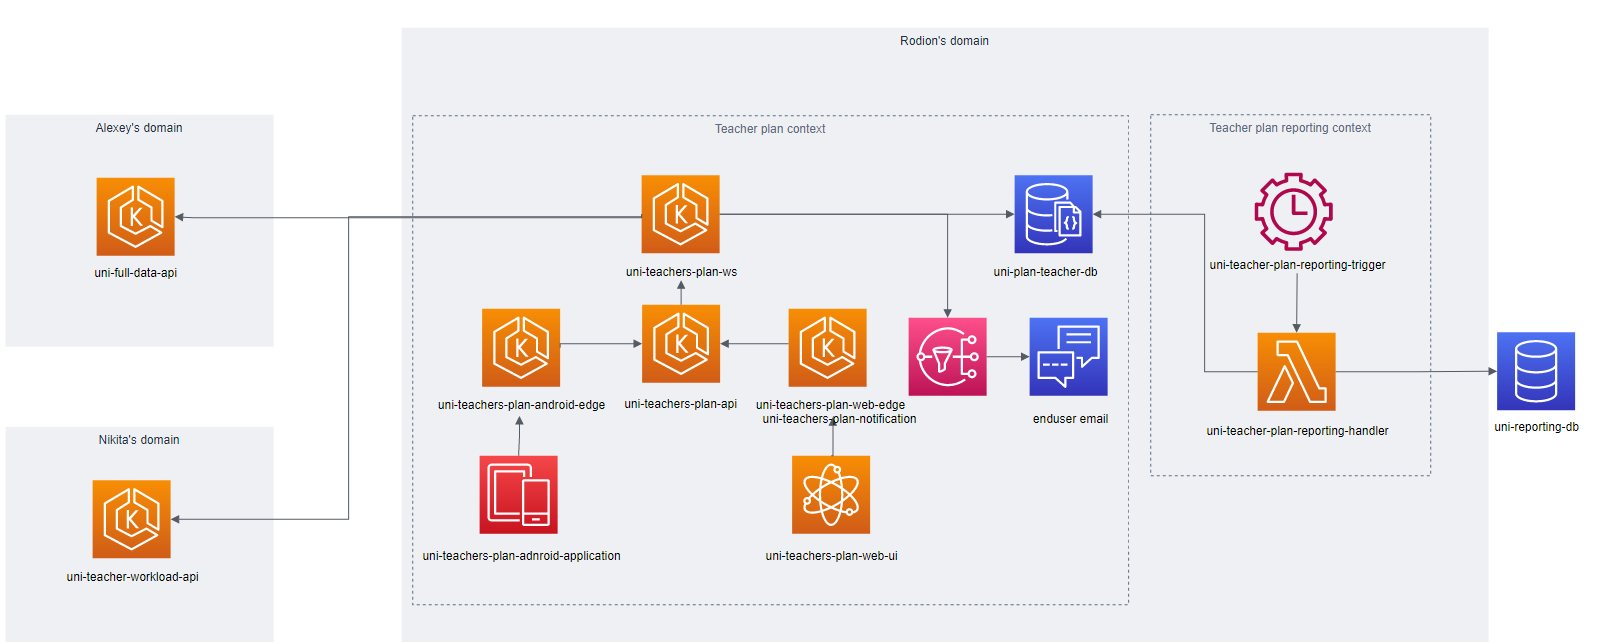 Rodion's domain
Alexey's domain
Teacher plan context
Teacher plan reporting context
K
K
uni-full-data-api
uni-teachers-plan-ws
uni-plan-teacher-db
uni-teacher-plan-reporting-trigger
K
K
K
uni-teachers-plan-android-edge
uni-teachers-plan-api
uni-teachers-plan-web-edge
uni-teachers-plan-notification
enduser email
uni-teacher-plan-reporting-handler
uni-reporting-db
Nikita's domain
K
uni-teacher-workload-api
uni-teachers-plan-adnroid-application
uni-teachers-plan-web-ui